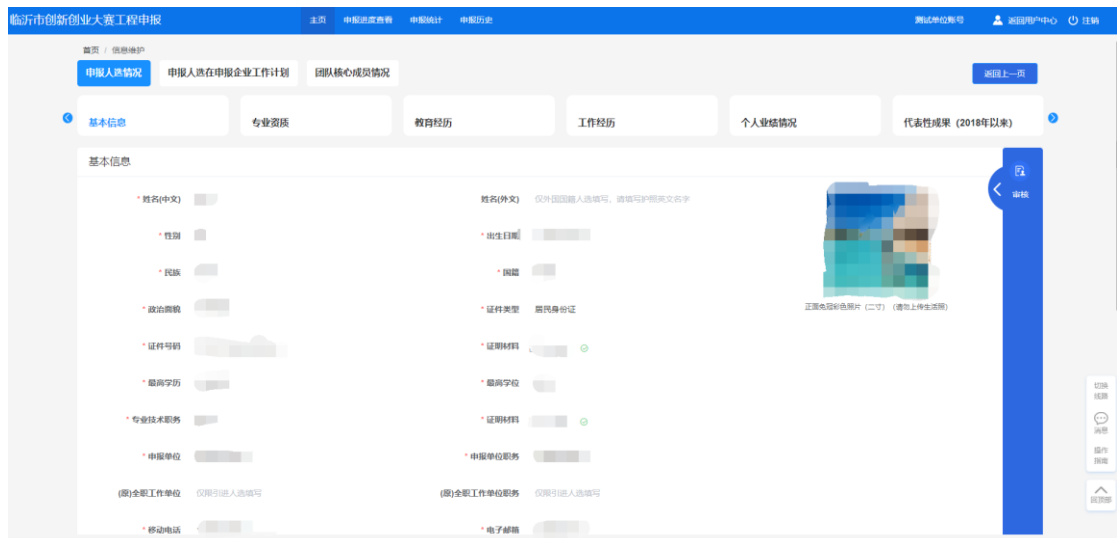 临沂市创新创业大赛工程申报 主页 申报进度查看 申报统计 申报历史 测试单位账号 返回用户中心 注销
首页 / 信息维护
申报人选情况 申报人选在申报企业工作计划 团队核心成员情况 返回上一页
基本信息 专业资质 教育经历 工作经历 个人业绩情况 代表性成果（2018年以来）
基本信息
审核
* 姓名(中文) 姓名(外文) 仅外国国籍人选填写，请填写护照英文名字
* 性别 * 出生日期
* 民族 * 国籍
* 政治面貌 * 证件类型 居民身份证
正面免冠彩色照片（二寸）（请勿上传生活照）
* 证件号码 * 证明材料
* 最高学历 * 最高学位
* 专业技术职务 * 证明材料
* 申报单位 * 申报单位职务
(原)全职工作单位 仅限引进人选填写 (原)全职工作单位职务 仅限引进人选填写
* 移动电话 * 电子邮箱
切换
线路
消息
操作
指南
回顶部